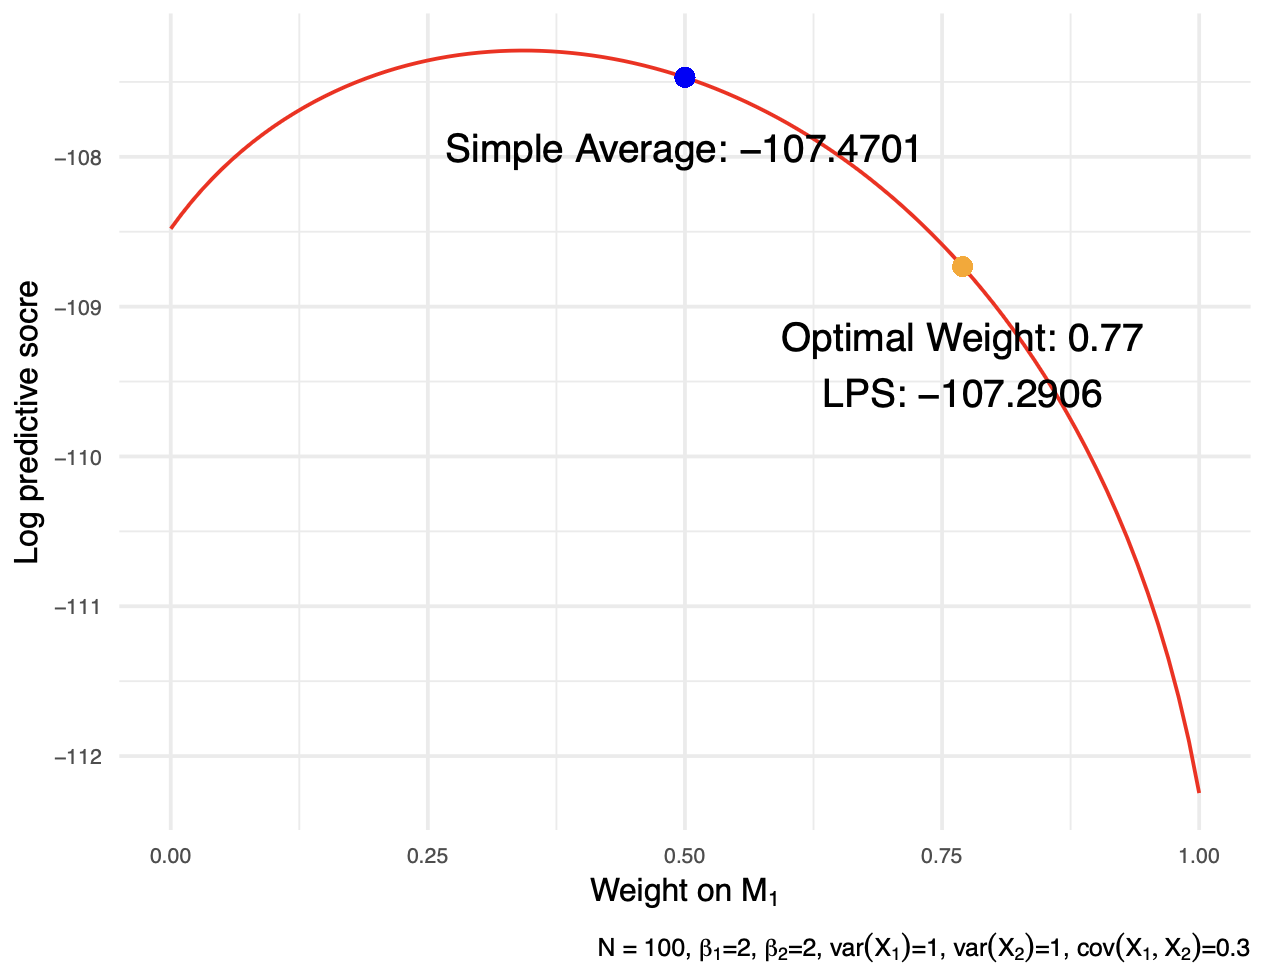 Simple Average: −107.4701
Optimal Weight: 0.77
LPS: −107.2906
−108
−109
−110
−111
−112
Log predictive socre
0.00
0.25
0.50
0.75
1.00
Weight on M₁
N = 100, β₁=2, β₂=2, var(X₁)=1, var(X₂)=1, cov(X₁, X₂)=0.3